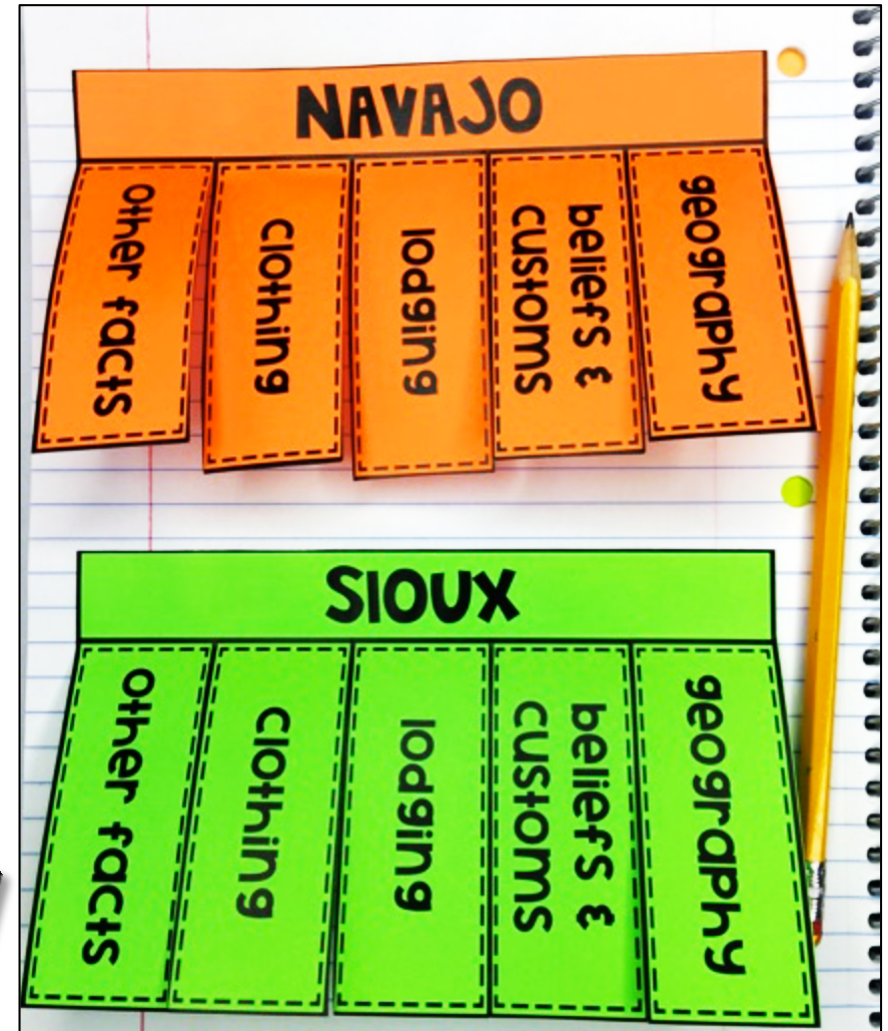 NAVAJO
Other facts
Clothing
lodging
beliefs &
customs
geography
SIOUX
Other facts
Clothing
lodging
beliefs &
customs
geography